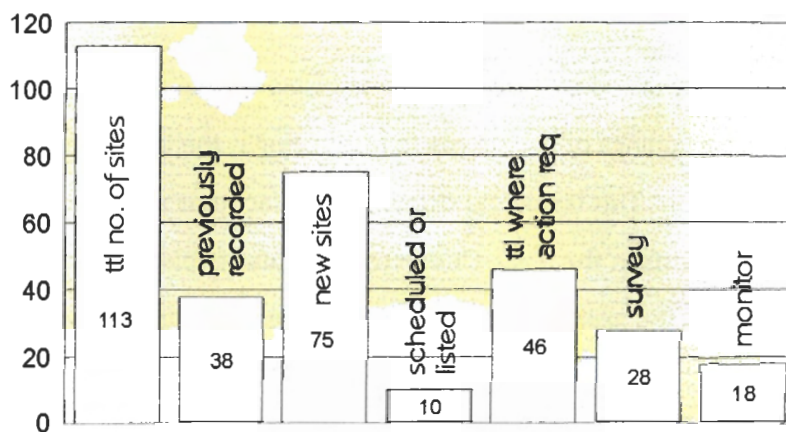 120
100
80
60
40
20
0
ttl no. of sites
113
previously
recorded
38
new sites
75
scheduled or
listed
10
ttl where
action req
46
survey
28
monitor
18